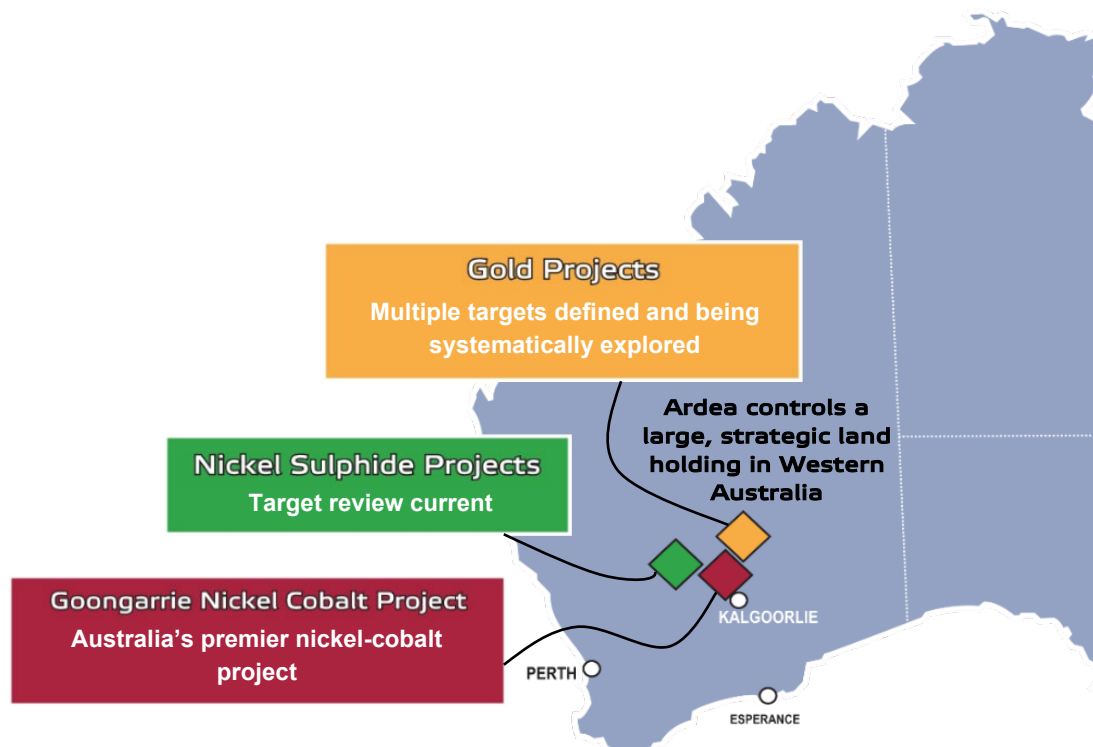 Gold Projects
Multiple targets defined and being
systematically explored
Ardea controls a
large, strategic land
holding in Western
Australia
Nickel Sulphide Projects
Target review current
Goongarrie Nickel Cobalt Project
Australia’s premier nickel-cobalt
project
KALGOORLIE
PERTH
ESPERANCE